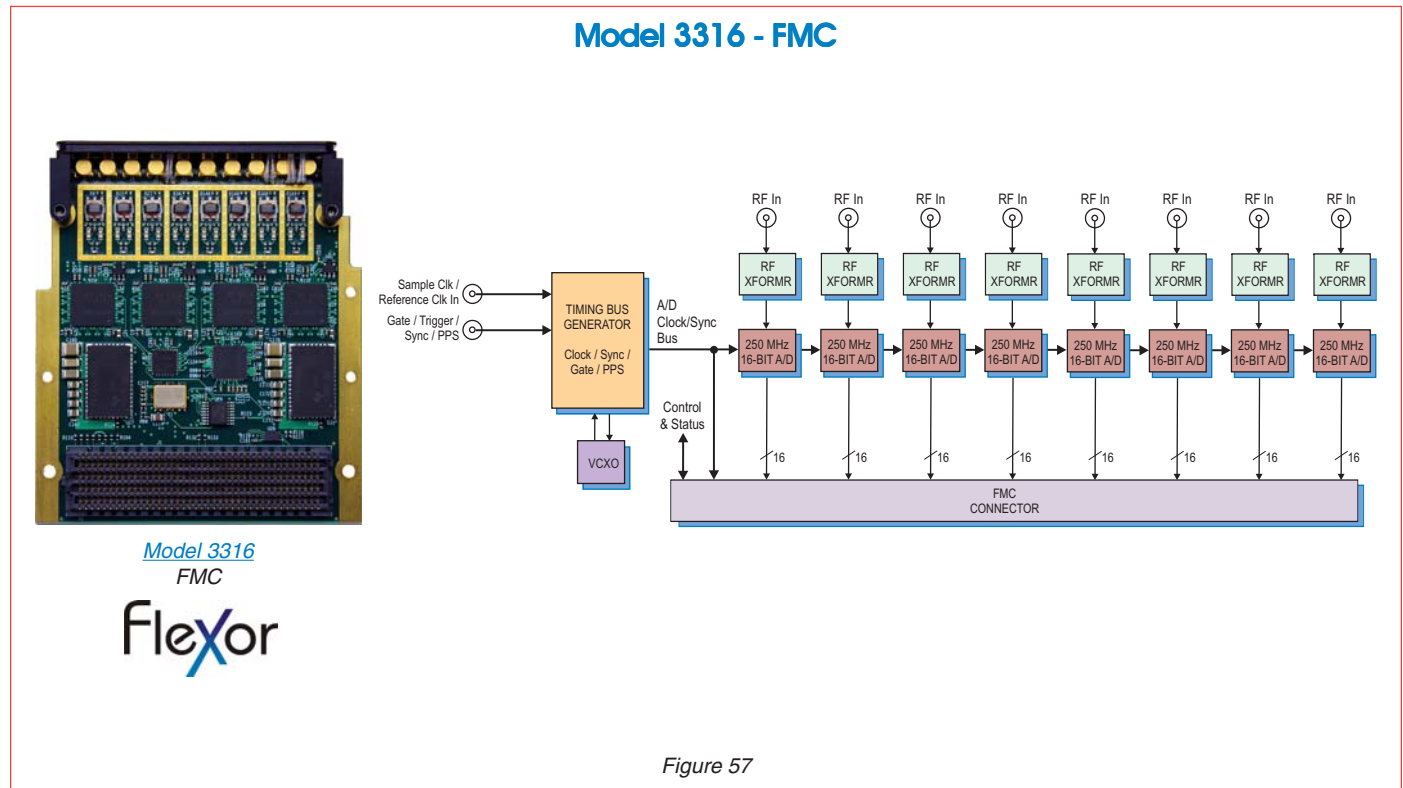 Model 3316 - FMC
Model 3316
FMC
Flexor
Sample Clk /
Reference Clk In
Gate / Trigger /
Sync / PPS
TIMING BUS
GENERATOR
Clock / Sync /
Gate / PPS
VCXO
A/D
Clock/Sync
Bus
Control
& Status
RF In
RF In
RF In
RF In
RF In
RF In
RF In
RF In
RF
XFORMR
RF
XFORMR
RF
XFORMR
RF
XFORMR
RF
XFORMR
RF
XFORMR
RF
XFORMR
RF
XFORMR
250 MHz
16-BIT A/D
250 MHz
16-BIT A/D
250 MHz
16-BIT A/D
250 MHz
16-BIT A/D
250 MHz
16-BIT A/D
250 MHz
16-BIT A/D
250 MHz
16-BIT A/D
250 MHz
16-BIT A/D
16
16
16
16
16
16
16
16
FMC
CONNECTOR
Figure 57